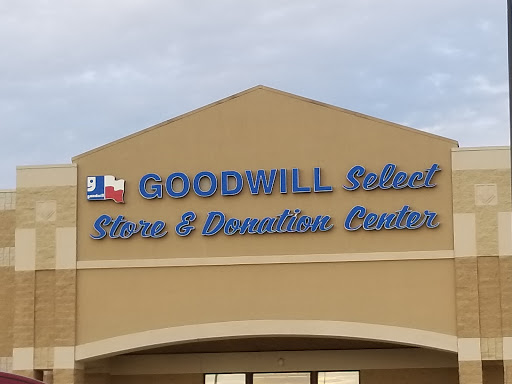 GOODWILL Select
Store & Donation Center